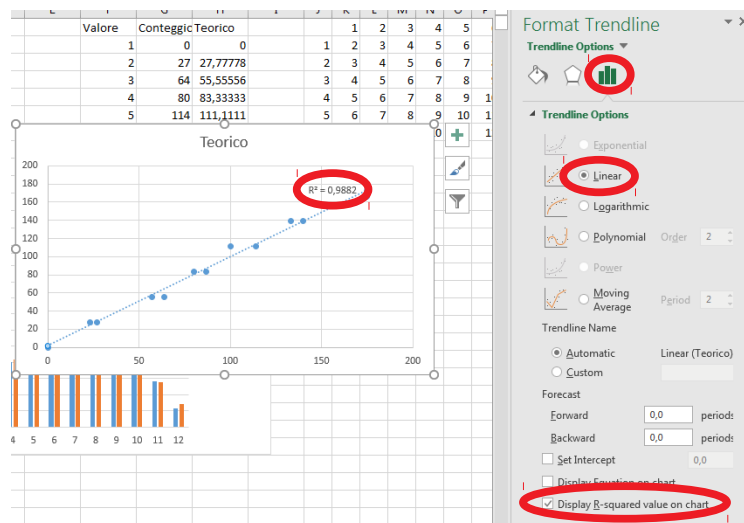 E F G H I J K L M N O P
Valore Conteggio Teorico 1 2 3 4 5
1 0 0 1 2 3 4 5 6
2 27 27,77778 2 3 4 5 6 7
3 64 55,55556 3 4 5 6 7 8
4 80 83,33333 4 5 6 7 8 9 10
5 114 111,1111 5 6 7 8 9 10 1
0 1
Teorico
200
180
160
140
120
100
80
60
40
20
0
0 50 100 150 200
R² = 0,9882
4 5 6 7 8 9 10 11 12
Format Trendline
Trendline Options
Trendline Options
Exponential
Linear
Logarithmic
Polynomial Order 2
Power
Moving
Average
Period 2
Trendline Name
Automatic Linear (Teorico)
Custom
Forecast
Forward 0,0 periods
Backward 0,0 periods
Set Intercept 0,0
Display Equation on chart
Display R-squared value on chart